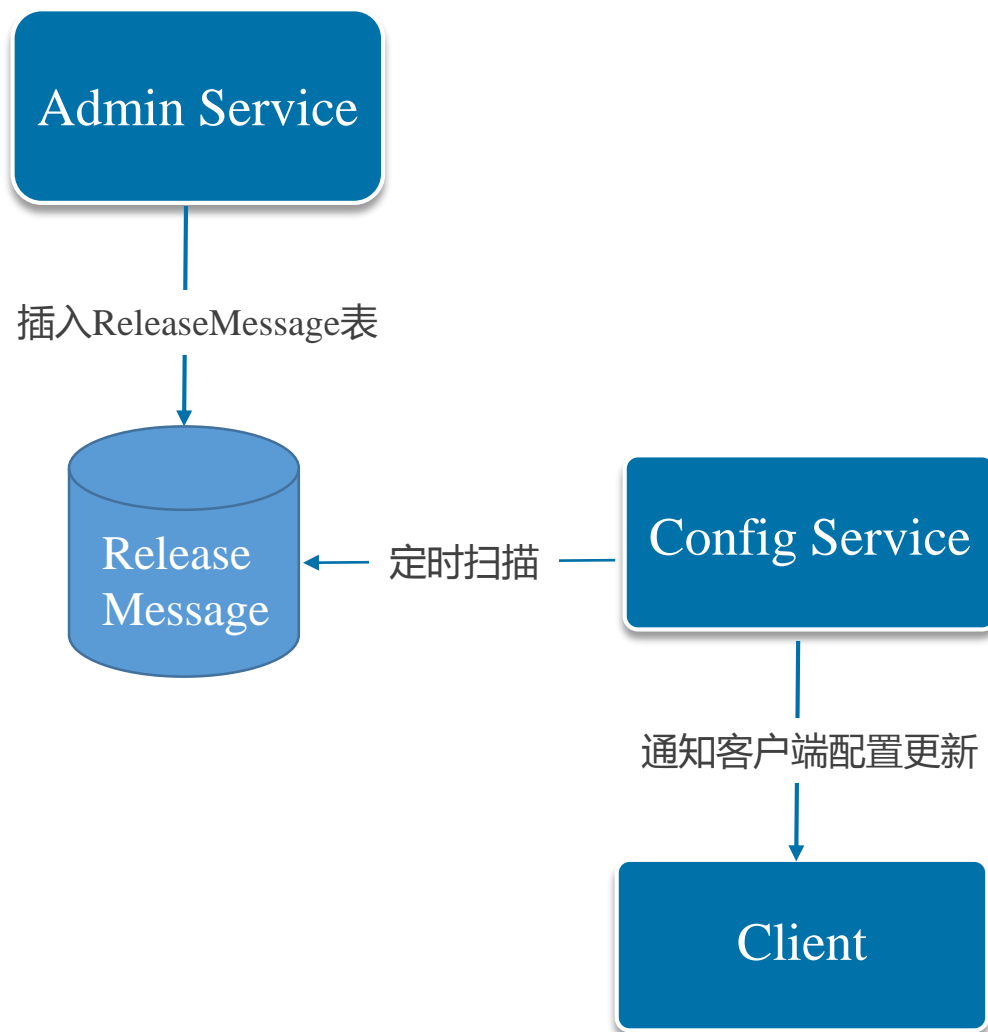 Admin Service
插入ReleaseMessage表
Release
Message
定时扫描
Config Service
通知客户端配置更新
Client